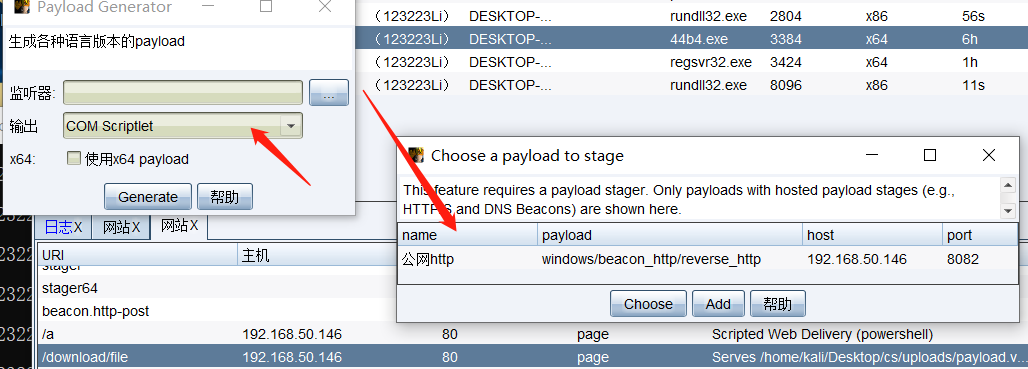 Payload Generator
生成各种语言版本的payload
监听器:
...
输出
COM Scriptlet
x64:
使用x64 payload
Generate
帮助
（123223Li） DESKTOP-... rundll32.exe 2804 x86 56s
（123223Li） DESKTOP-... 44b4.exe 3384 x64 6h
（123223Li） DESKTOP-... regsvr32.exe 3424 x64 1h
（123223Li） DESKTOP-... rundll32.exe 8096 x86 11s
Choose a payload to stage
This feature requires a payload stager. Only payloads with hosted payload stages (e.g.,
HTTP/S and DNS Beacons) are shown here.
name payload host port
公网http windows/beacon_http/reverse_http 192.168.50.146 8082
Choose
Add
帮助
日志X 网站X 网站X
URI 主机
stager
stager64
beacon.http-post
/a 192.168.50.146 80 page Scripted Web Delivery (powershell)
/download/file 192.168.50.146 80 page Serves /home/kali/Desktop/cs/uploads/payload.v...